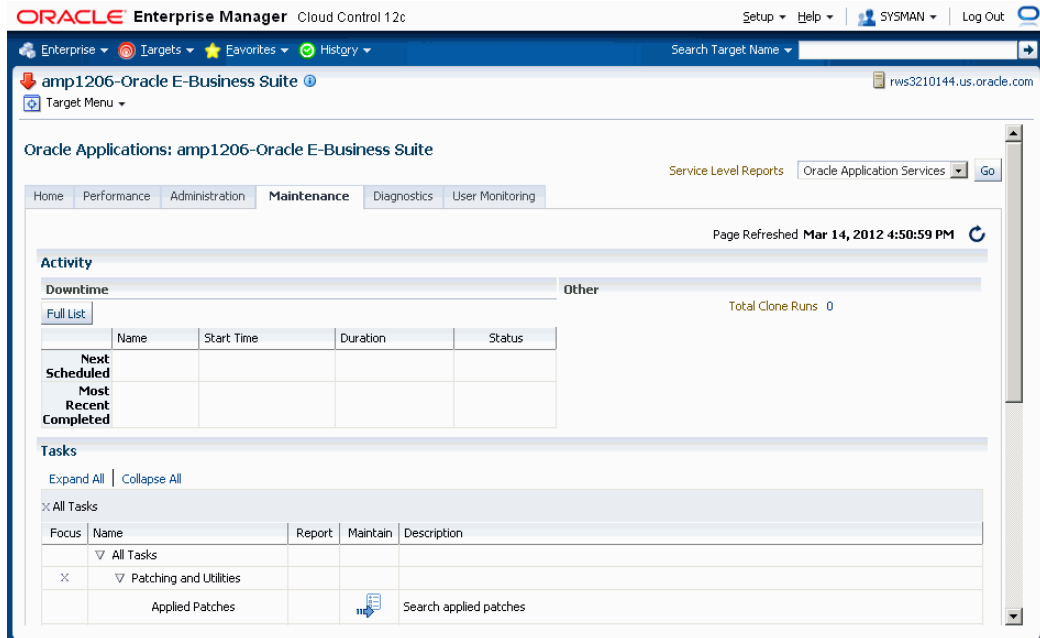 ORACLE Enterprise Manager Cloud Control 12c
Setup Help SYSMAN Log Out
Enterprise Targets Favorites History Search Target Name
amp1206-Oracle E-Business Suite
rws3210144.us.oracle.com
Target Menu
Oracle Applications: amp1206-Oracle E-Business Suite
Service Level Reports Oracle Application Services Go
Home Performance Administration Maintenance Diagnostics User Monitoring
Page Refreshed Mar 14, 2012 4:50:59 PM
Activity
Downtime
Other
Full List
Total Clone Runs 0
Name Start Time Duration Status
Next
Scheduled
Most
Recent
Completed
Tasks
Expand All | Collapse All
X All Tasks
Focus Name Report Maintain Description
All Tasks
X Patching and Utilities
Applied Patches Search applied patches